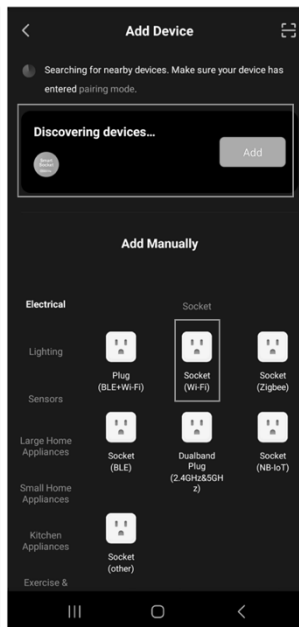 Add Device
Searching for nearby devices. Make sure your device has
entered pairing mode.
Discovering devices...
Add
Add Manually
Electrical
Lighting
Sensors
Large Home
Appliances
Small Home
Appliances
Kitchen
Appliances
Exercise &
Socket
Plug
(BLE+Wi-Fi)
Socket
(Wi-Fi)
Socket
(Zigbee)
Socket
(BLE)
Dualband
Plug
(2.4GHz&5GH
z)
Socket
(NB-IoT)
Socket
(other)